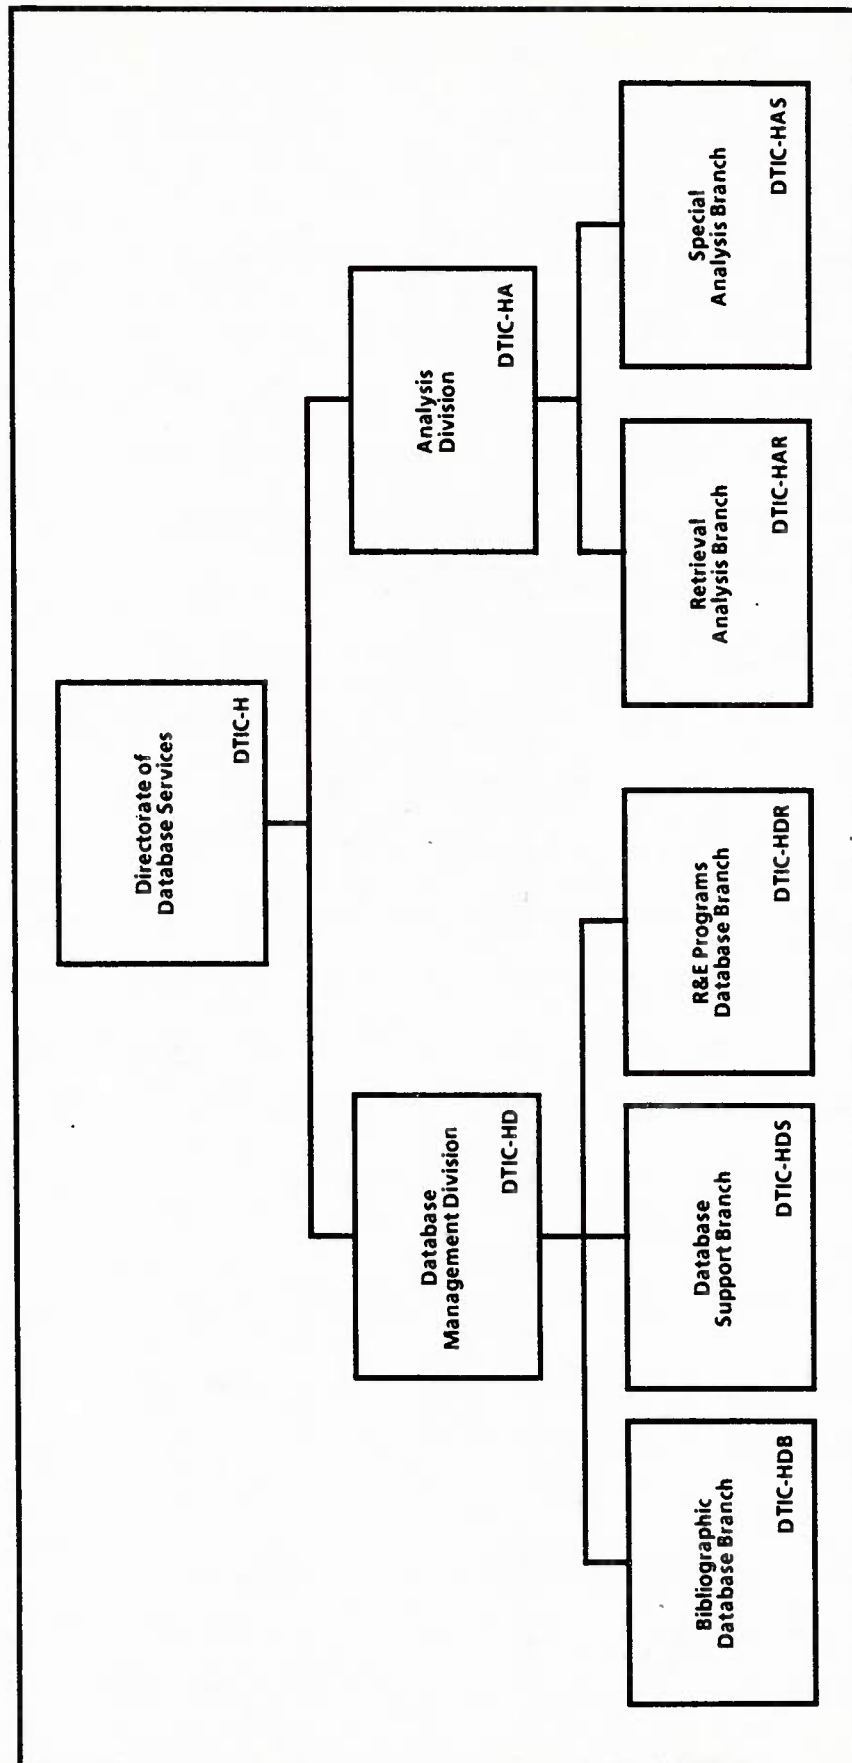 Directorate of
Database Services
DTIC-H
Database
Management Division
DTIC-HD
Analysis
Division
DTIC-HA
Bibliographic
Database Branch
DTIC-HDB
Database
Support Branch
DTIC-HDS
R&E Programs
Database Branch
DTIC-HDR
Retrieval
Analysis Branch
DTIC-HAR
Special
Analysis Branch
DTIC-HAS